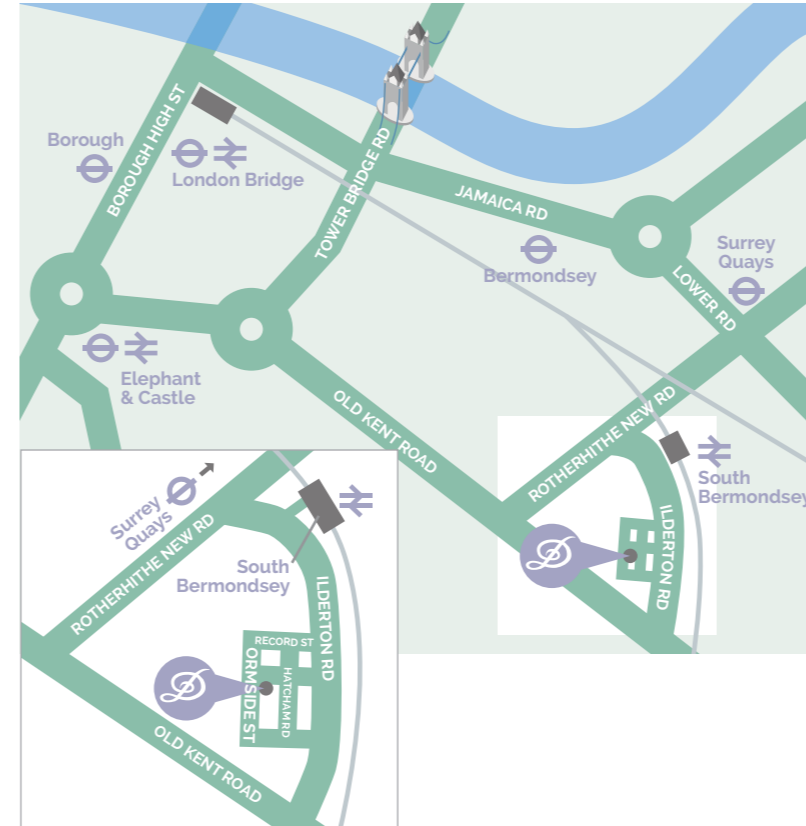 Borough
BOROUGH HIGH ST
London Bridge
TOWER BRIDGE RD
JAMAICA RD
Bermondsey
Surrey
Quays
LOWER RD
Elephant
& Castle
OLD KENT ROAD
ROTHERHITHE NEW RD
South
Bermondsey
ILDERTON RD
D
Surrey
Quays
ROTHERHITHE NEW RD
South
Bermondsey
ILDERTON RD
RECORD ST
ORMSIDE ST
HATCHAM RD
D
OLD KENT ROAD